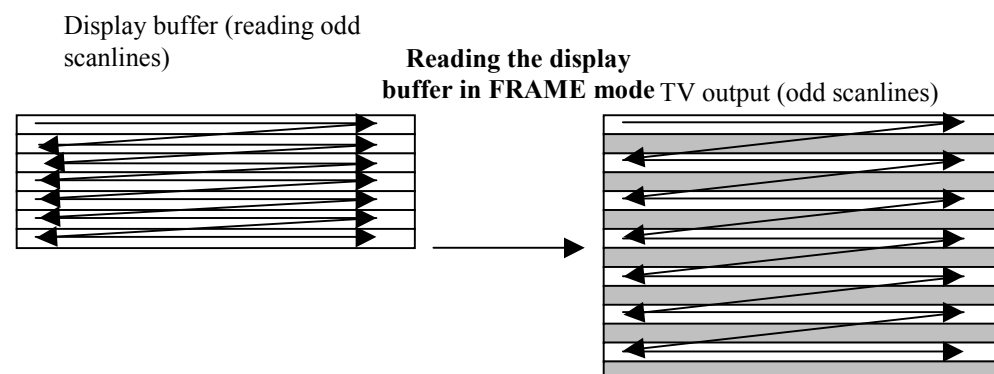 Display buffer (reading odd
scanlines)
Reading the display
buffer in FRAME mode
TV output (odd scanlines)